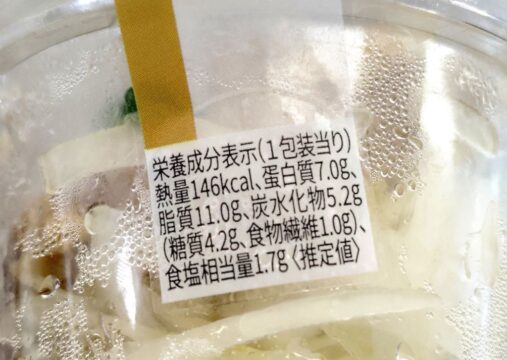 栄養成分表示(1包装当り)
熱量146kcal、蛋白質7.0g、
脂質11.0g、炭水化物5.2g
(糖質4.2g、食物繊維1.0g)、
食塩相当量1.7g〈推定値〉